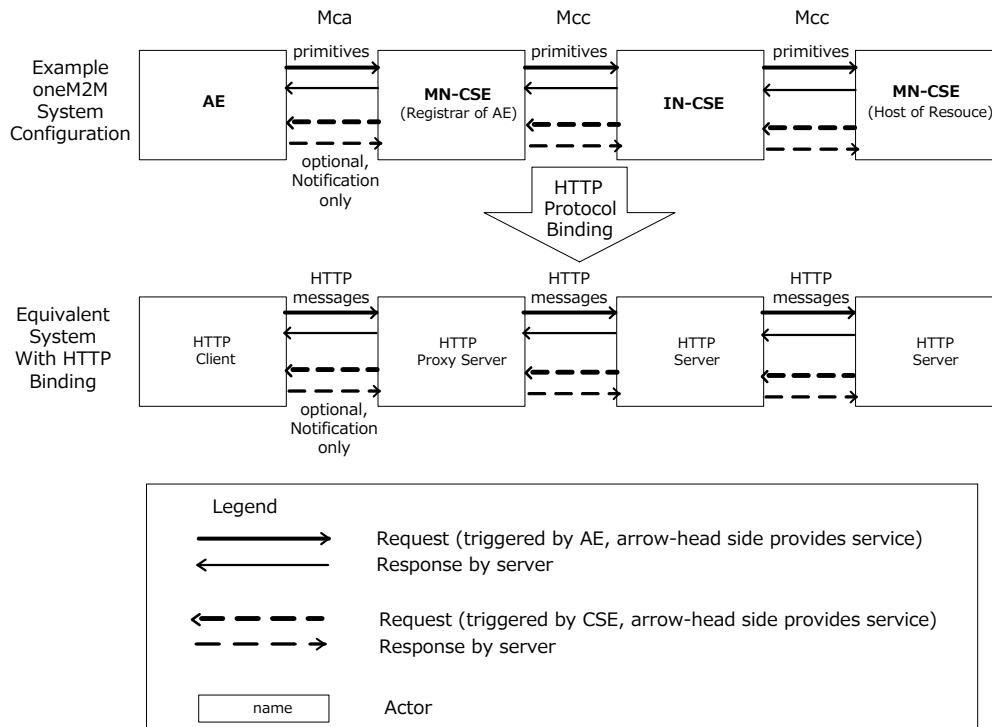 Mca
Mcc
Mcc
Example
oneM2M
System
Configuration
primitives
primitives
primitives
AE
MN-CSE
(Registrar of AE)
IN-CSE
MN-CSE
(Host of Resouce)
optional,
Notification
only
HTTP
Protocol
Binding
HTTP
messages
HTTP
messages
HTTP
messages
Equivalent
System
With HTTP
Binding
HTTP
Client
HTTP
Proxy Server
HTTP
Server
HTTP
Server
optional,
Notification
only
Legend
Request (triggered by AE, arrow-head side provides service)
Response by server
Request (triggered by CSE, arrow-head side provides service)
Response by server
name
Actor